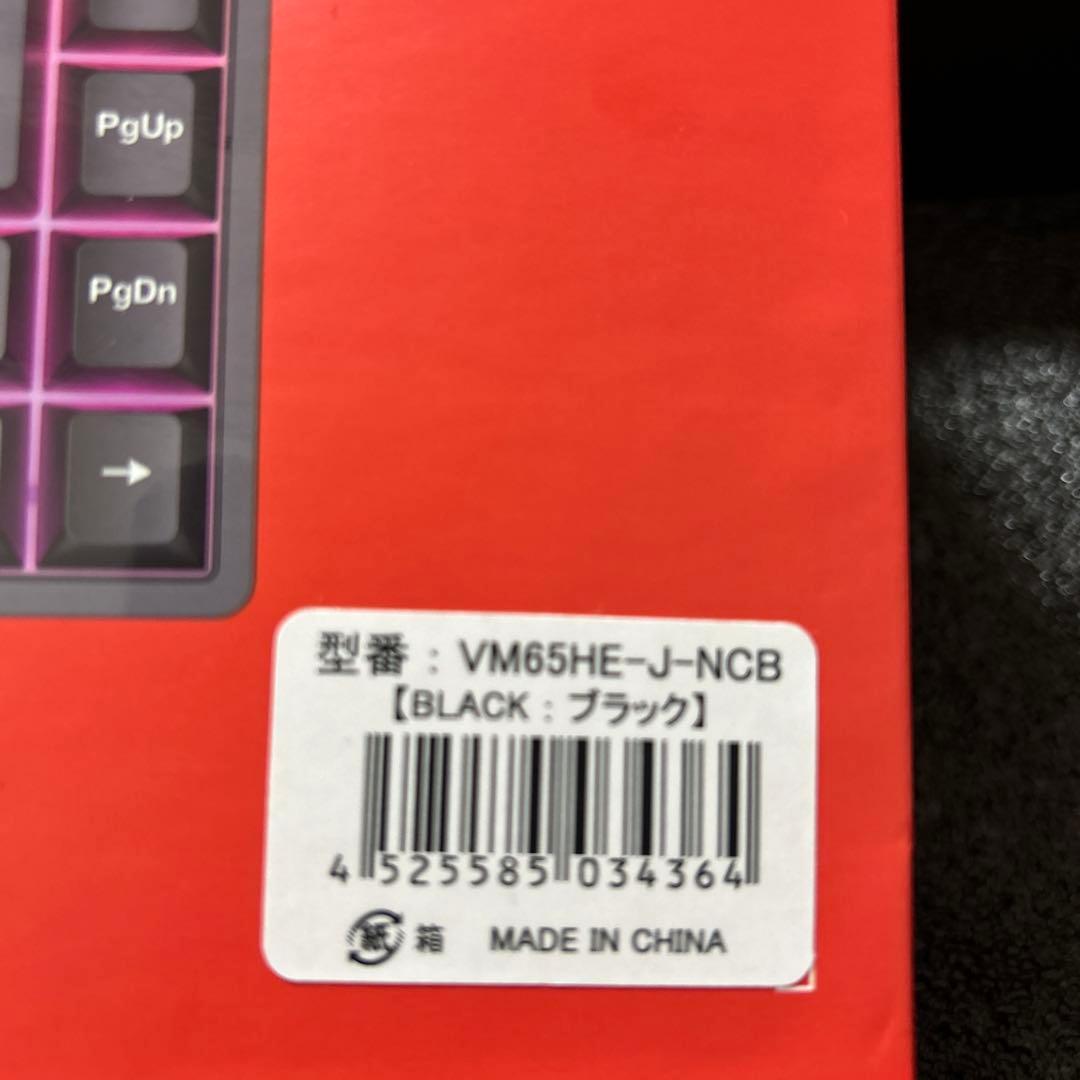 PgUp
PgDn
→
型番 : VM65HE-J-NCB
【BLACK : ブラック】
4 525585 034364
紙 箱 MADE IN CHINA